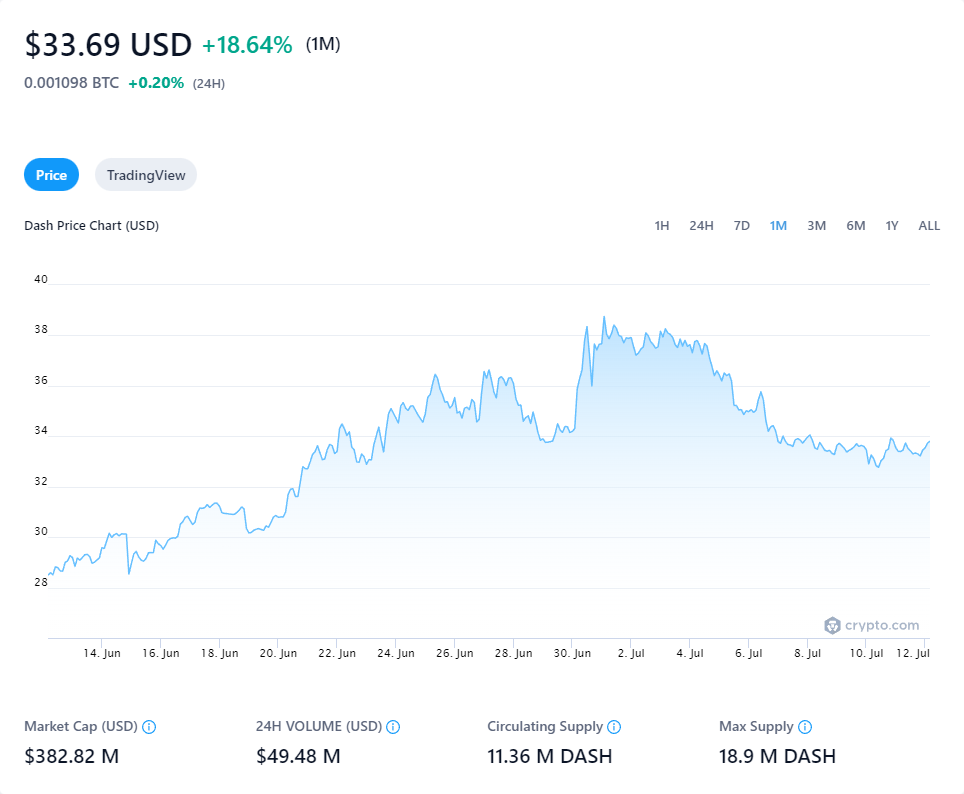 $33.69 USD +18.64% (1M)
0.001098 BTC +0.20% (24H)
Price TradingView
Dash Price Chart (USD) 1H 24H 7D 1M 3M 6M 1Y ALL
40
38
36
34
32
30
28
crypto.com
14. Jun 16. Jun 18. Jun 20. Jun 22. Jun 24. Jun 26. Jun 28. Jun 30. Jun 2. Jul 4. Jul 6. Jul 8. Jul 10. Jul 12. Jul
Market Cap (USD) 24H VOLUME (USD) Circulating Supply Max Supply
$382.82 M $49.48 M 11.36 M DASH 18.9 M DASH